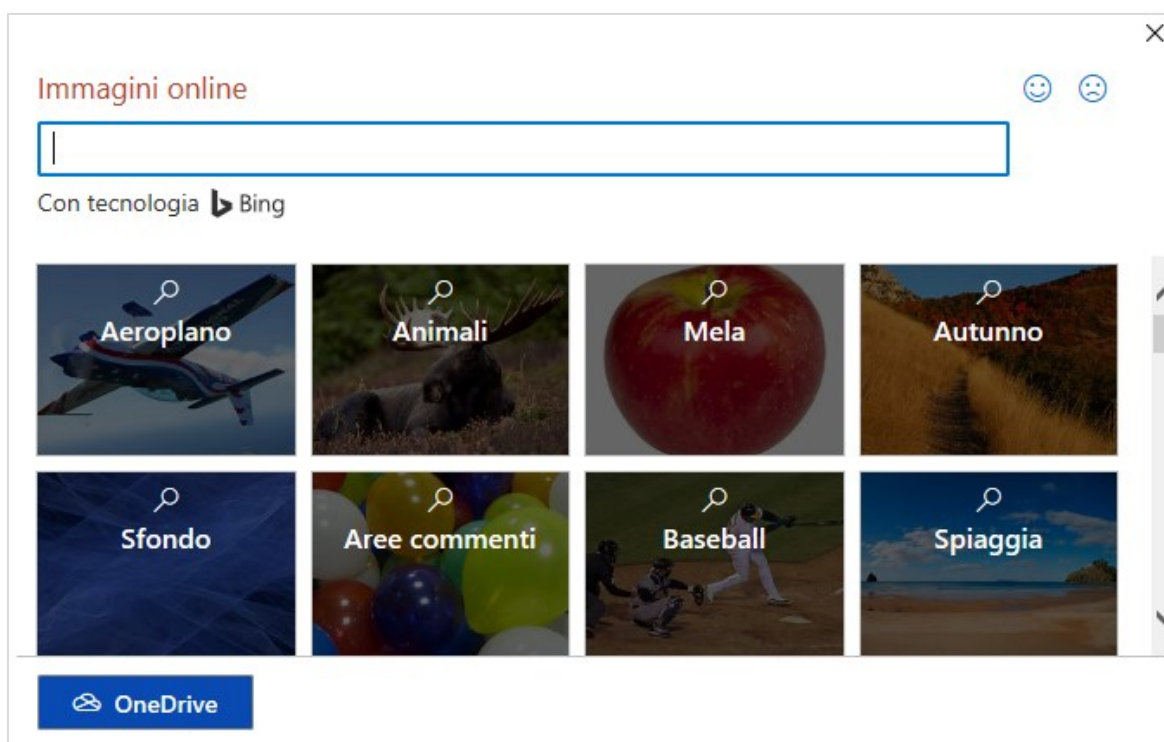 Immagini online
Con tecnologia Bing
Aeroplano
Animali
Mela
Autunno
Sfondo
Aree commenti
Baseball
Spiaggia
OneDrive